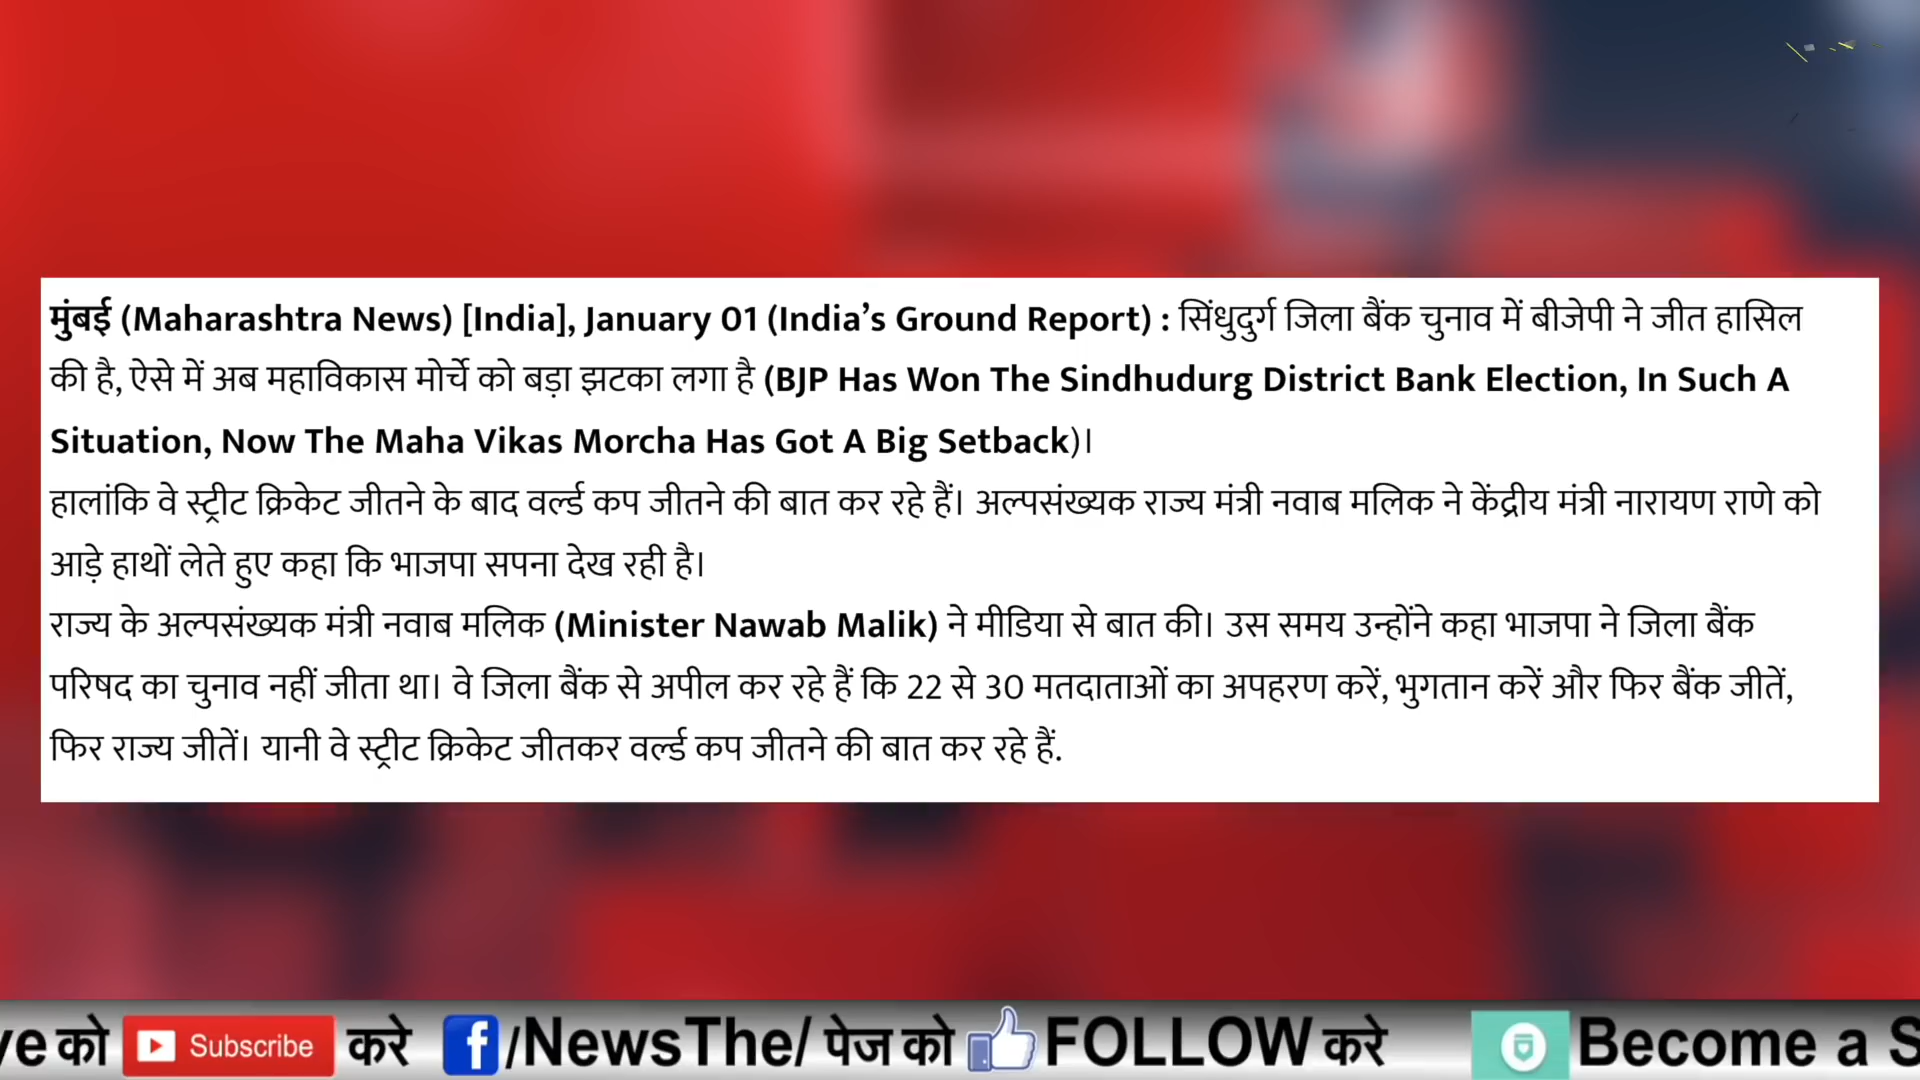 मुंबई (Maharashtra News) [India], January 01 (India’s Ground Report) : सिंधुदुर्ग जिला बैंक चुनाव में बीजेपी ने जीत हासिल
की है, ऐसे में अब महाविकास मोर्चे को बड़ा झटका लगा है (BJP Has Won The Sindhudurg District Bank Election, In Such A
Situation, Now The Maha Vikas Morcha Has Got A Big Setback)।
हालांकि वे स्ट्रीट क्रिकेट जीतने के बाद वर्ल्ड कप जीतने की बात कर रहे हैं। अल्पसंख्यक राज्य मंत्री नवाब मलिक ने केंद्रीय मंत्री नारायण राणे को
आड़े हाथों लेते हुए कहा कि भाजपा सपना देख रही है।
राज्य के अल्पसंख्यक मंत्री नवाब मलिक (Minister Nawab Malik) ने मीडिया से बात की। उस समय उन्होंने कहा भाजपा ने जिला बैंक
परिषद का चुनाव नहीं जीता था। वे जिला बैंक से अपील कर रहे हैं कि 22 से 30 मतदाताओं का अपहरण करें, भुगतान करें और फिर बैंक जीतें,
फिर राज्य जीतें। यानी वे स्ट्रीट क्रिकेट जीतकर वर्ल्ड कप जीतने की बात कर रहे हैं.
को Subscribe करे f/NewsThe/ पेज को FOLLOW करे Become a